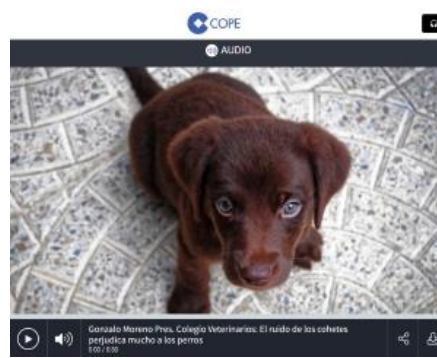 COPE
AUDIO
Gonzalo Moreno Pres. Colegio Veterinarios: El ruido de los cohetes
perjudica mucho a los perros